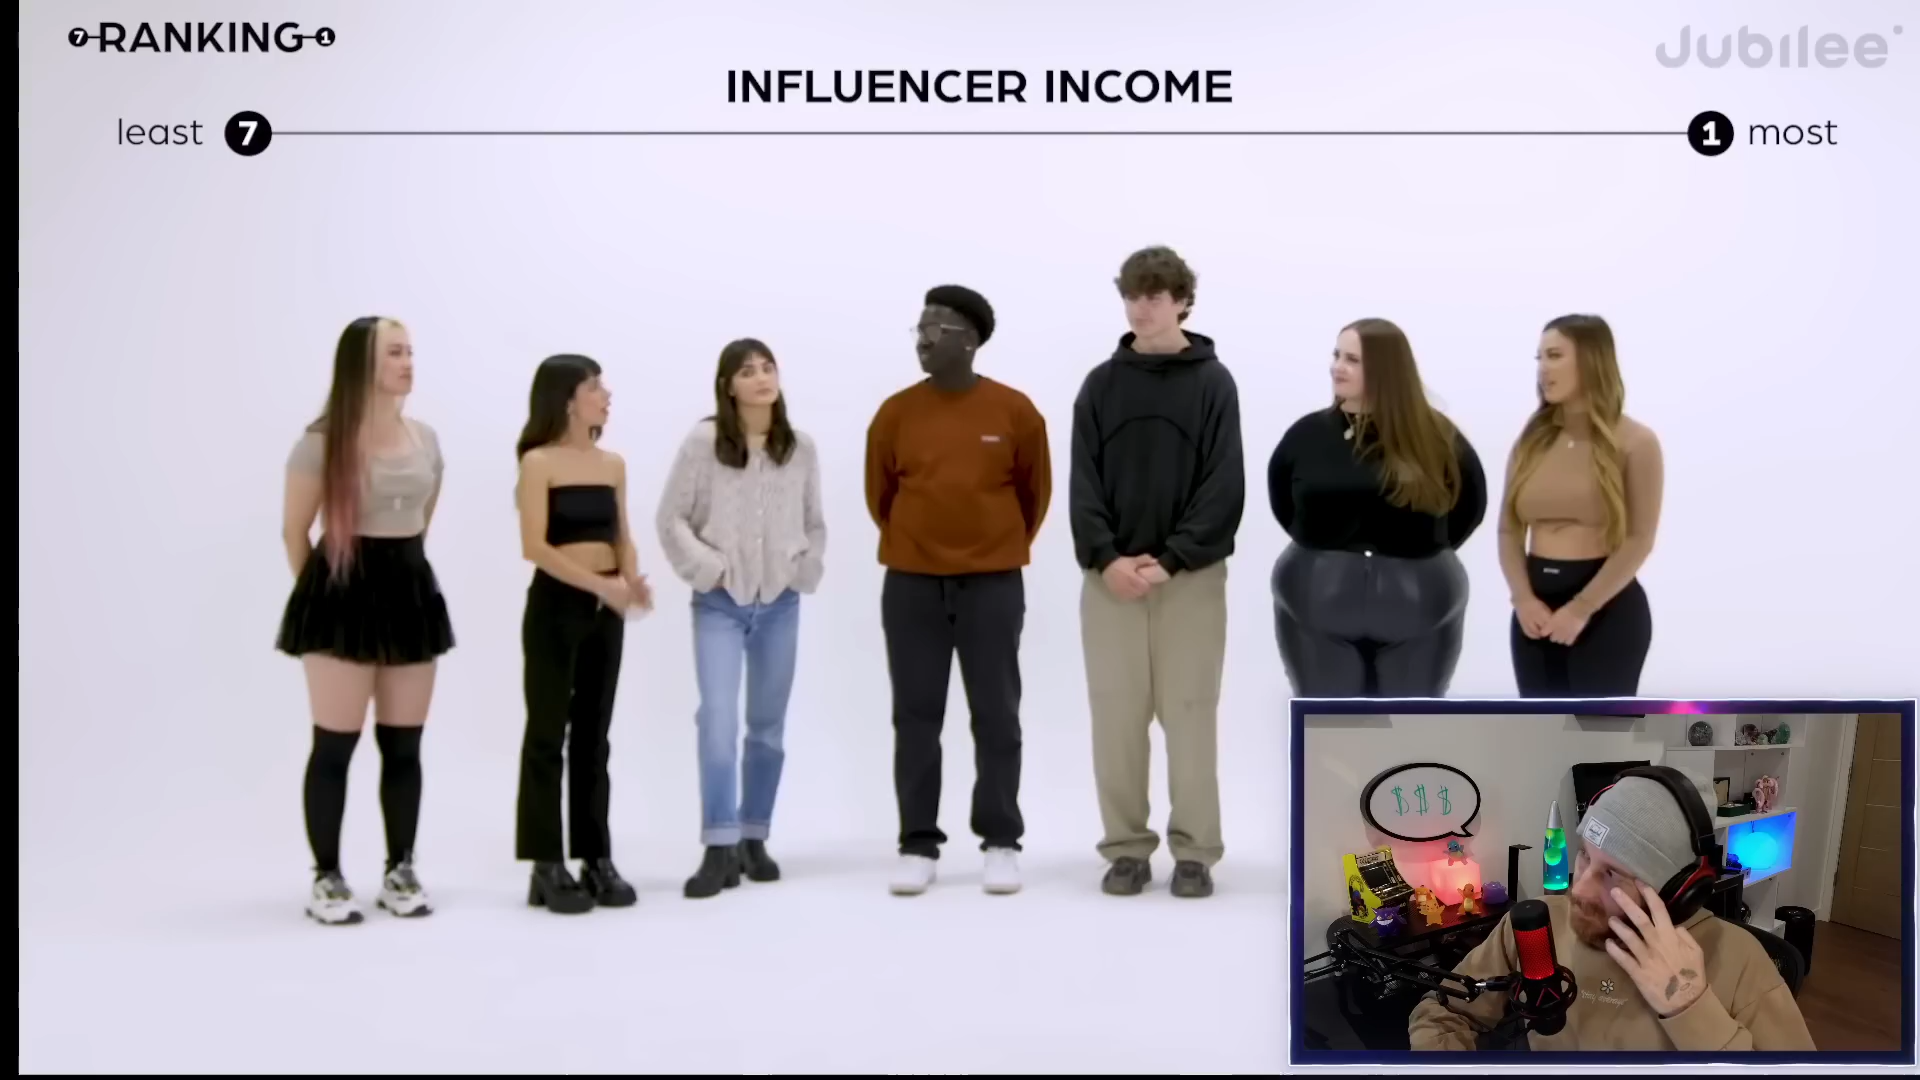 7 RANKING 1
Jubilee
INFLUENCER INCOME
least 7
1 most
$ $ $